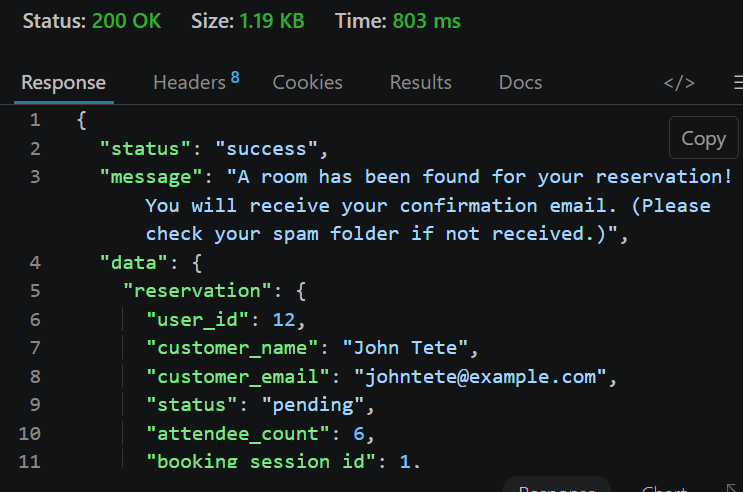 Status: 200 OK Size: 1.19 KB Time: 803 ms
Response Headers 8 Cookies Results Docs </>
Copy
1 {
2 "status": "success",
3 "message": "A room has been found for your reservation!
You will receive your confirmation email. (Please
check your spam folder if not received.)",
4 "data": {
5 "reservation": {
6 "user_id": 12,
7 "customer_name": "John Tete",
8 "customer_email": "johntete@example.com",
9 "status": "pending",
10 "attendee_count": 6,
11 "booking_session_id": 1,
Response Chart